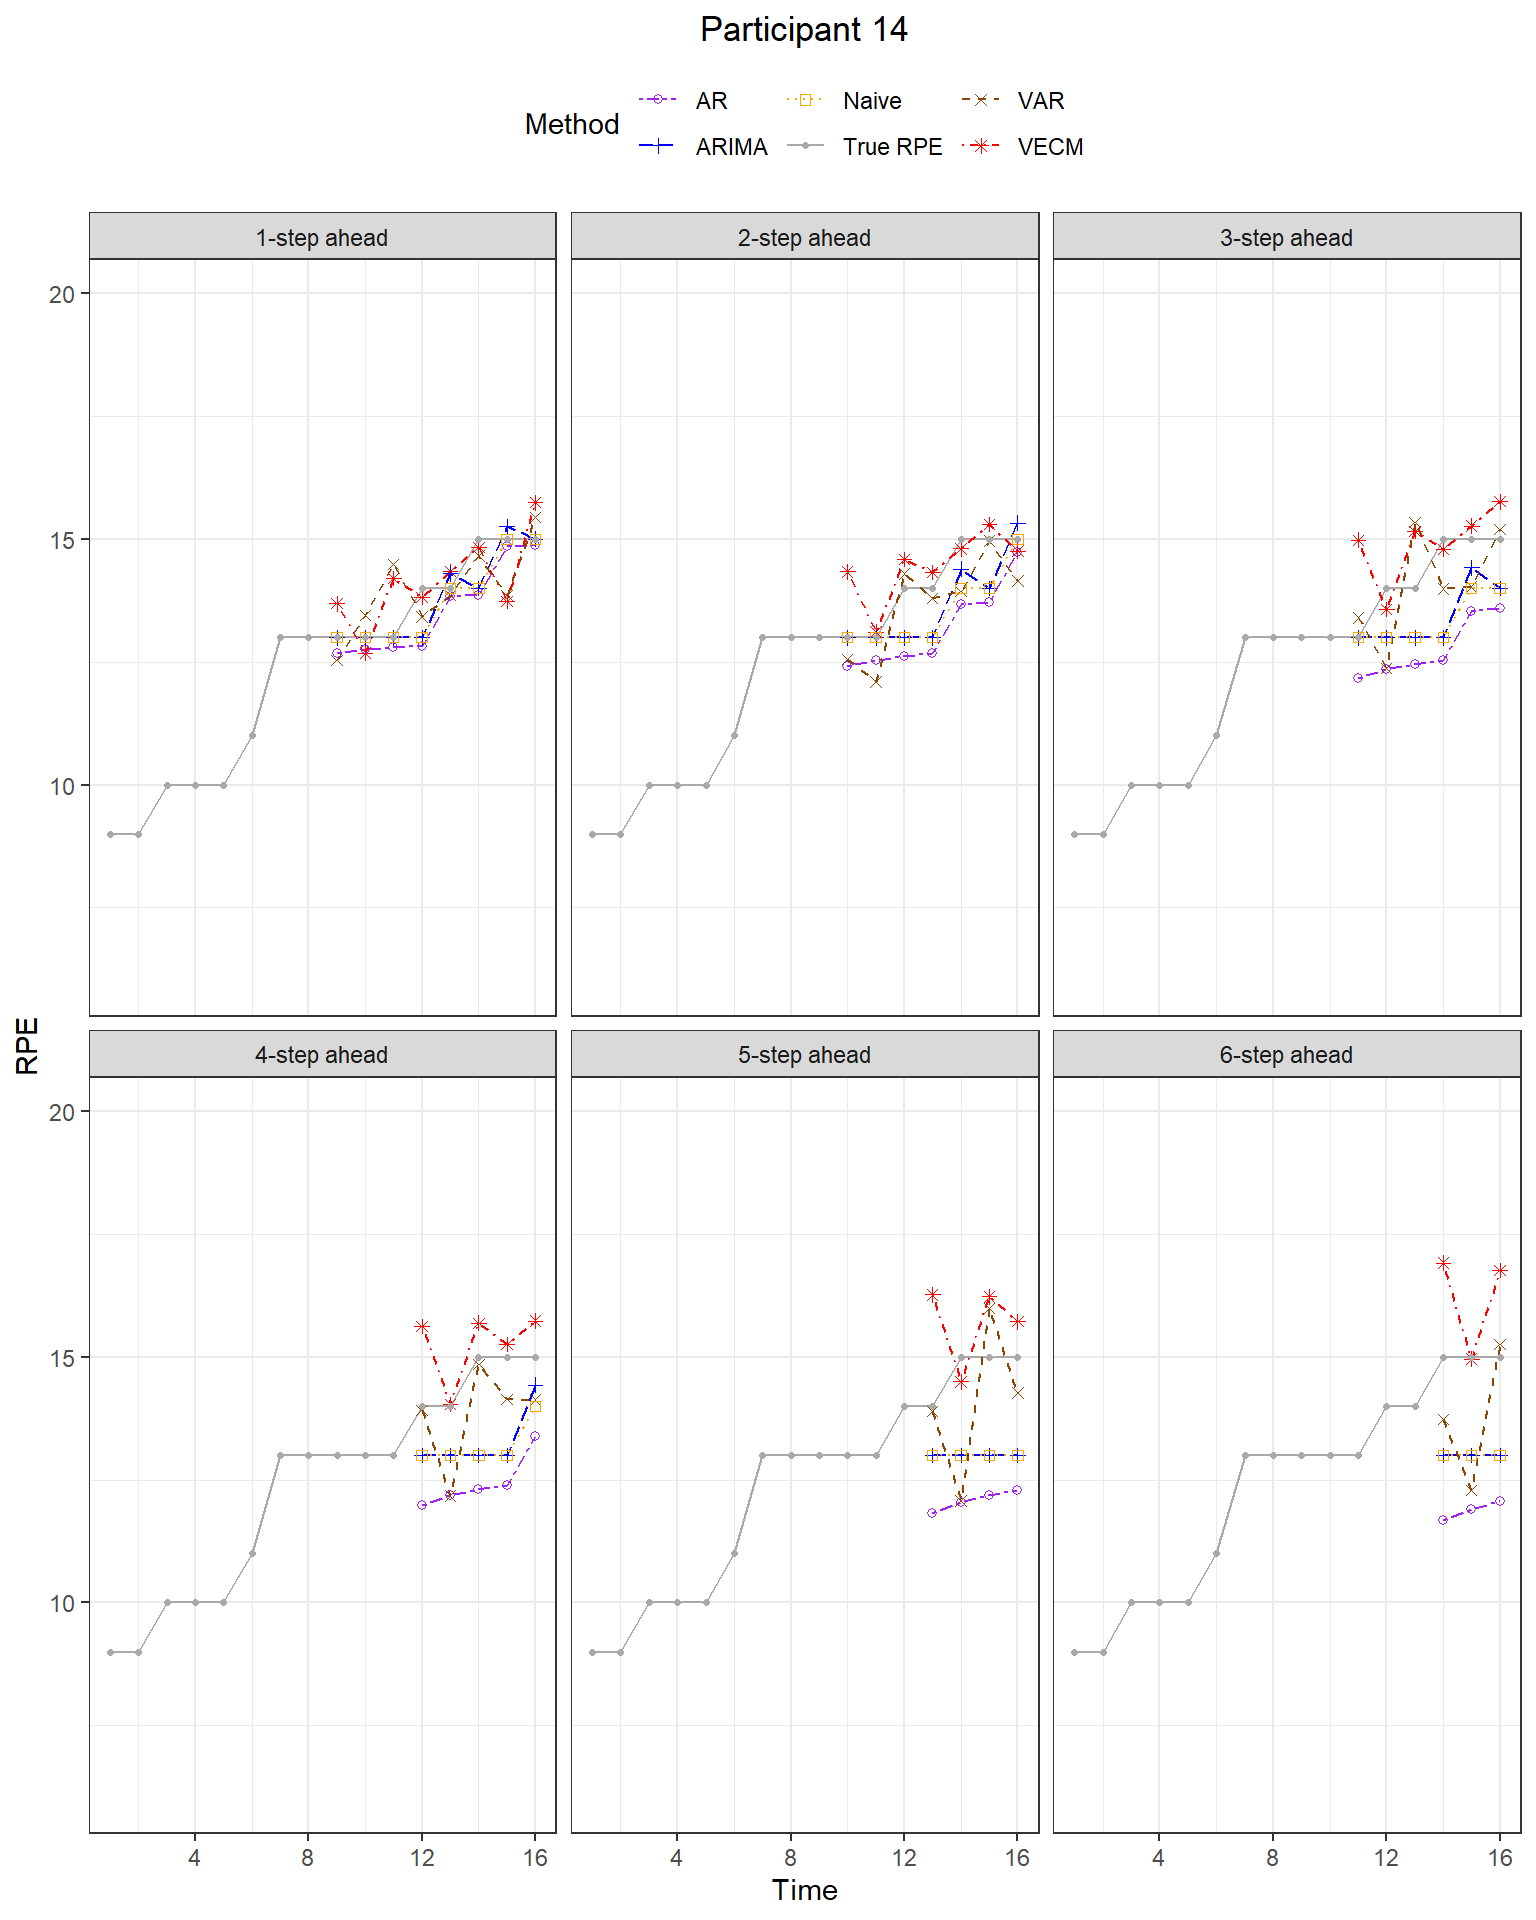 Participant 14
Method
AR
Naive
VAR
ARIMA
True RPE
VECM
1-step ahead
2-step ahead
3-step ahead
20
15
10
RPE
4-step ahead
5-step ahead
6-step ahead
20
15
10
4 8 12 16
4 8 12 16
4 8 12 16
Time